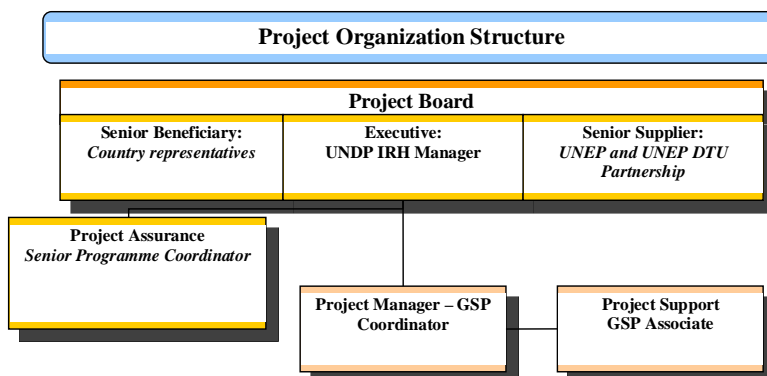 Project Organization Structure
Project Board
Senior Beneficiary:
Country representatives
Executive:
UNDP IRH Manager
Senior Supplier:
UNEP and UNEP DTU
Partnership
Project Assurance
Senior Programme Coordinator
Project Manager – GSP
Coordinator
Project Support
GSP Associate